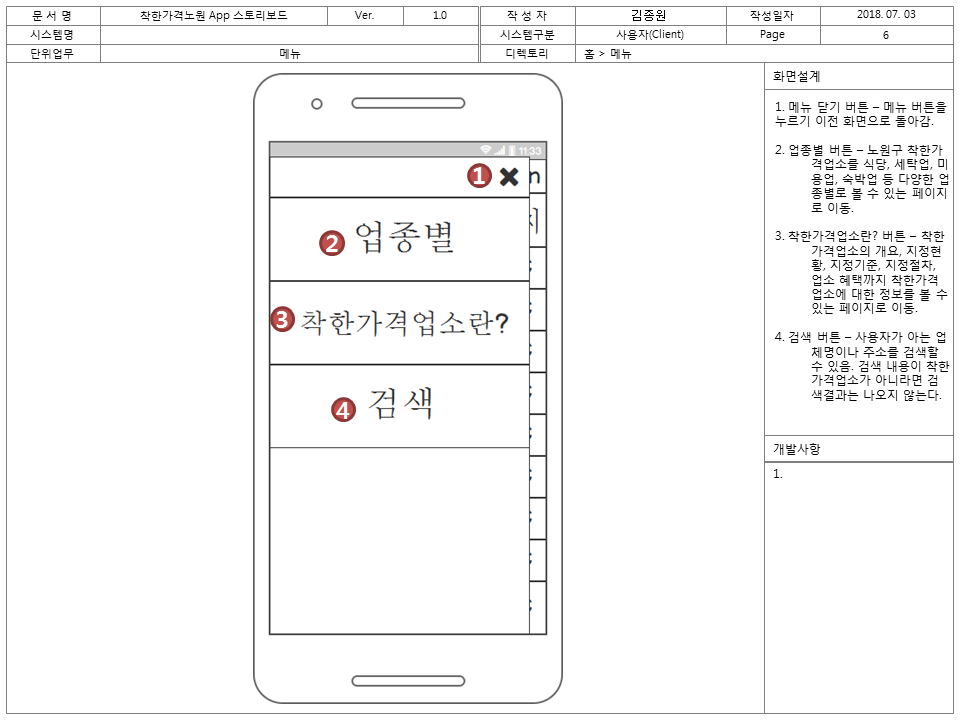 문 서 명 착한가격노원 App 스토리보드 Ver. 1.0 작 성 자 김종원 작성일자 2018. 07. 03
시스템명 시스템구분 사용자(Client) Page 6
단위업무 메뉴 디렉토리 홈 > 메뉴
화면설계
1. 메뉴 닫기 버튼 – 메뉴 버튼을
누르기 이전 화면으로 돌아감.
2. 업종별 버튼 – 노원구 착한가
격업소를 식당, 세탁업, 미
용업, 숙박업 등 다양한 업
종별로 볼 수 있는 페이지
로 이동.
3. 착한가격업소란? 버튼 – 착한
가격업소의 개요, 지정현
황, 지정기준, 지정절차,
업소 혜택까지 착한가격
업소에 대한 정보를 볼 수
있는 페이지로 이동.
4. 검색 버튼 – 사용자가 아는 업
체명이나 주소를 검색할
수 있음. 검색 내용이 착한
가격업소가 아니라면 검
색결과는 나오지 않는다.
개발사항
1.
11:33
1 ✖ n
2 업종별
3 착한가격업소란?
4 검색